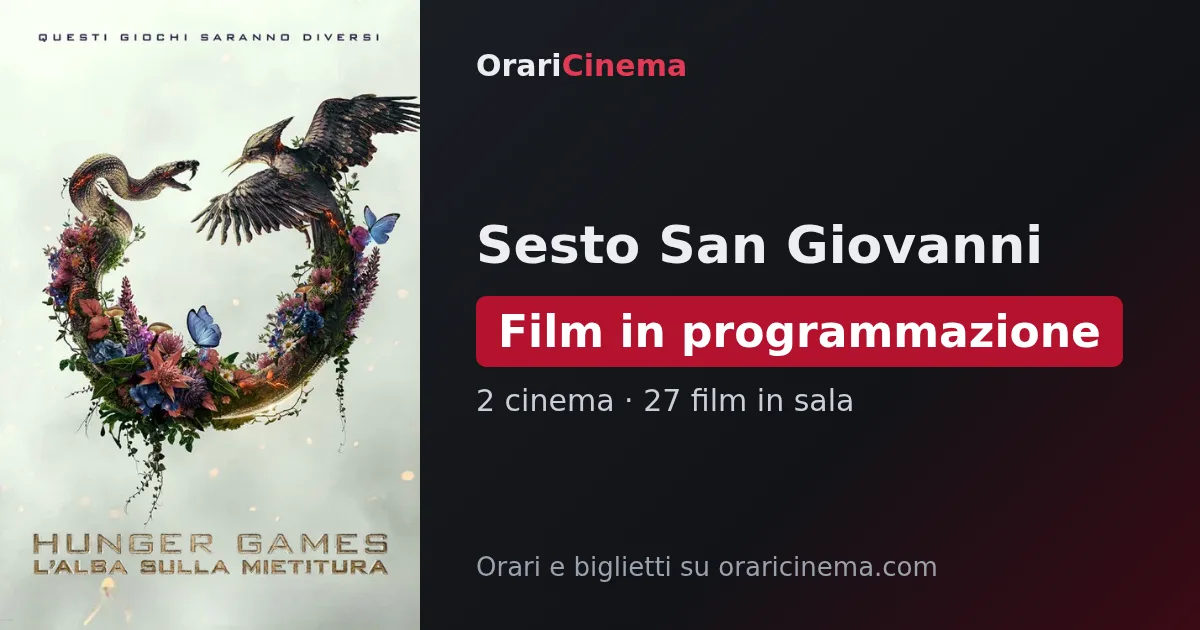 QUESTI GIOCHI SARANNO DIVERSI
HUNGER GAMES
L'ALBA SULLA MIETITURA
OrariCinema
Sesto San Giovanni
Film in programmazione
2 cinema · 27 film in sala
Orari e biglietti su oraricinema.com